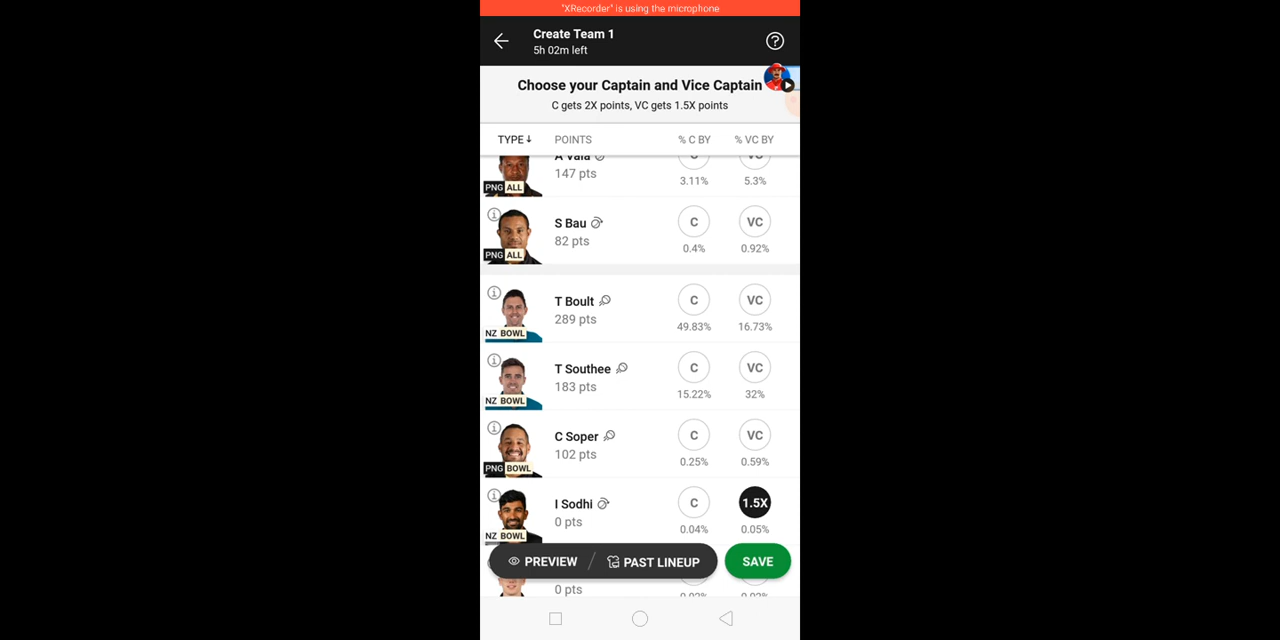 "XRecorder" is using the microphone
Create Team 1
5h 02m left
Choose your Captain and Vice Captain
C gets 2X points, VC gets 1.5X points
TYPE↓ POINTS % C BY % VC BY
A Vala C VC
147 pts 3.11% 5.3%
PNG ALL
S Bau C VC
82 pts 0.4% 0.92%
PNG ALL
T Boult C VC
289 pts 49.83% 16.73%
NZ BOWL
T Southee C VC
183 pts 15.22% 32%
NZ BOWL
C Soper C VC
102 pts 0.25% 0.59%
PNG BOWL
I Sodhi C 1.5X
0 pts 0.04% 0.05%
NZ BOWL
PREVIEW / PAST LINEUP SAVE
0 pts